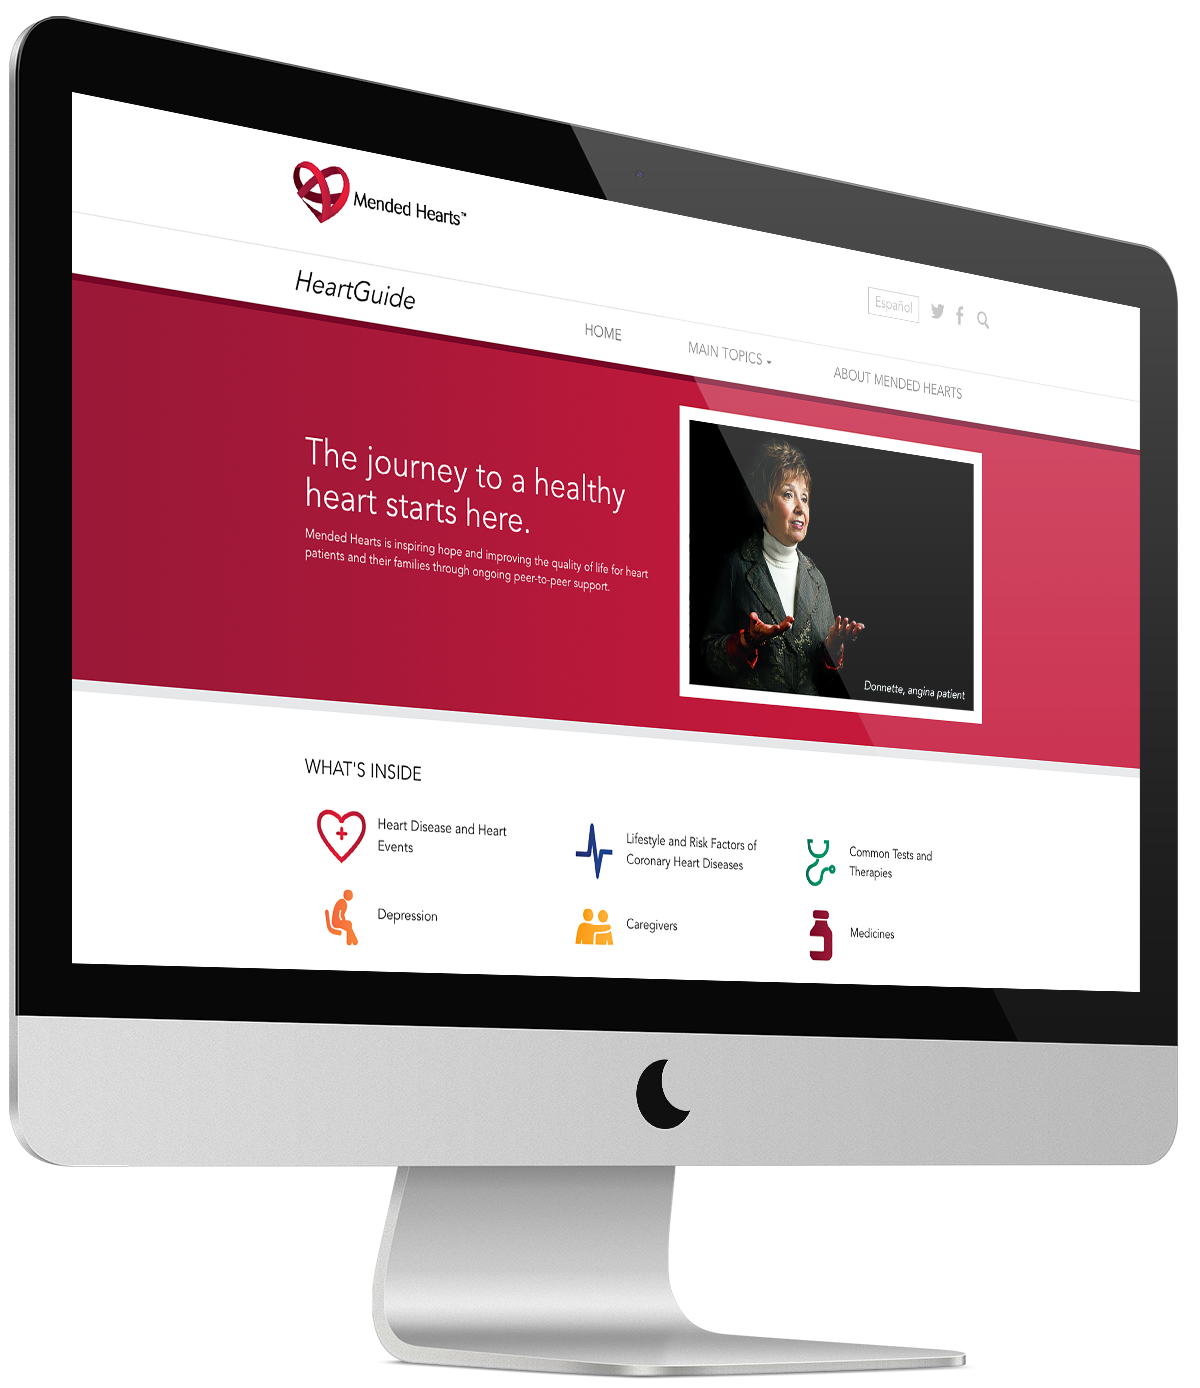 Mended Hearts™
Español
HeartGuide
HOME
MAIN TOPICS
ABOUT MENDED HEARTS
The journey to a healthy
heart starts here.
Mended Hearts is inspiring hope and improving the quality of life for heart
patients and their families through ongoing peer-to-peer support.
Donnette, angina patient
WHAT'S INSIDE
Heart Disease and Heart
Events
Lifestyle and Risk Factors of
Coronary Heart Diseases
Common Tests and
Therapies
Depression
Caregivers
Medicines